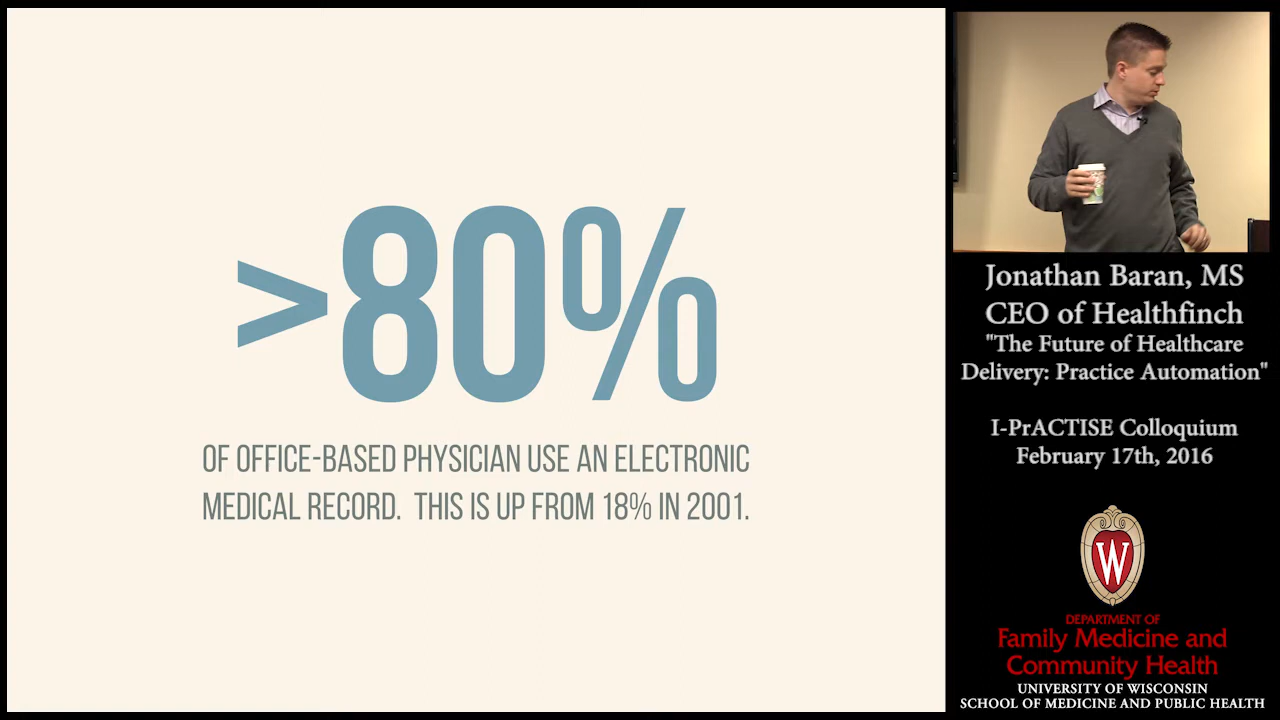 >80%
OF OFFICE-BASED PHYSICIAN USE AN ELECTRONIC
MEDICAL RECORD. THIS IS UP FROM 18% IN 2001.
Jonathan Baran, MS
CEO of Healthfinch
"The Future of Healthcare
Delivery: Practice Automation"
I-PrACTISE Colloquium
February 17th, 2016
W
DEPARTMENT OF
Family Medicine and
Community Health
UNIVERSITY OF WISCONSIN
SCHOOL OF MEDICINE AND PUBLIC HEALTH